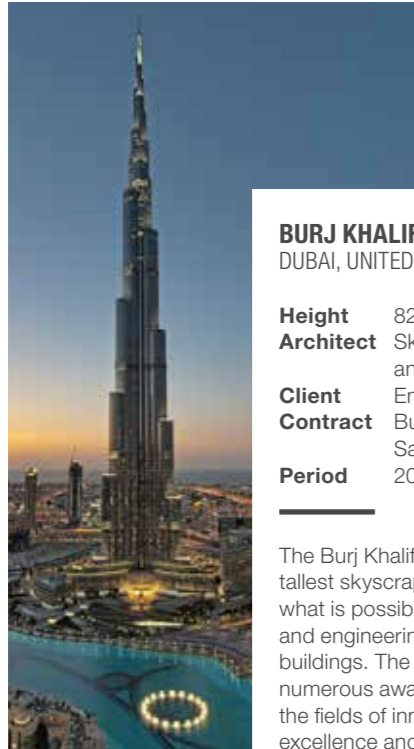 BURJ KHALIF
DUBAI, UNITED
Height 82
Architect Sk
an
Client Em
Contract Bu
Sa
Period 20
The Burj Khalif
tallest skyscrap
what is possib
and engineerin
buildings. The
numerous awa
the fields of inn
excellence and